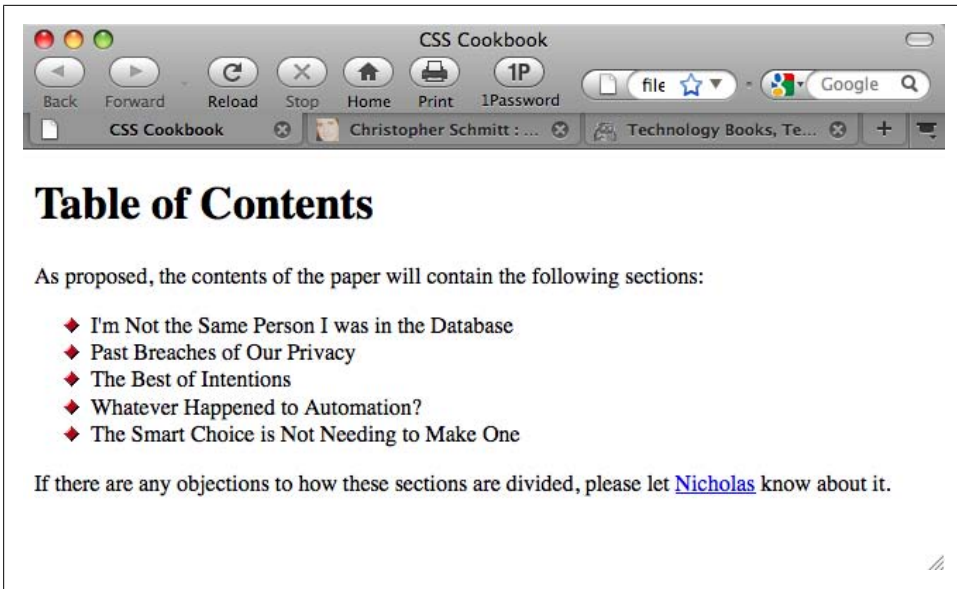 CSS Cookbook
1P
file
Google
Back Forward Reload Stop Home Print 1Password
CSS Cookbook
Christopher Schmitt : ...
Technology Books, Te...
Table of Contents
As proposed, the contents of the paper will contain the following sections:
I'm Not the Same Person I was in the Database
Past Breaches of Our Privacy
The Best of Intentions
Whatever Happened to Automation?
The Smart Choice is Not Needing to Make One
If there are any objections to how these sections are divided, please let Nicholas know about it.